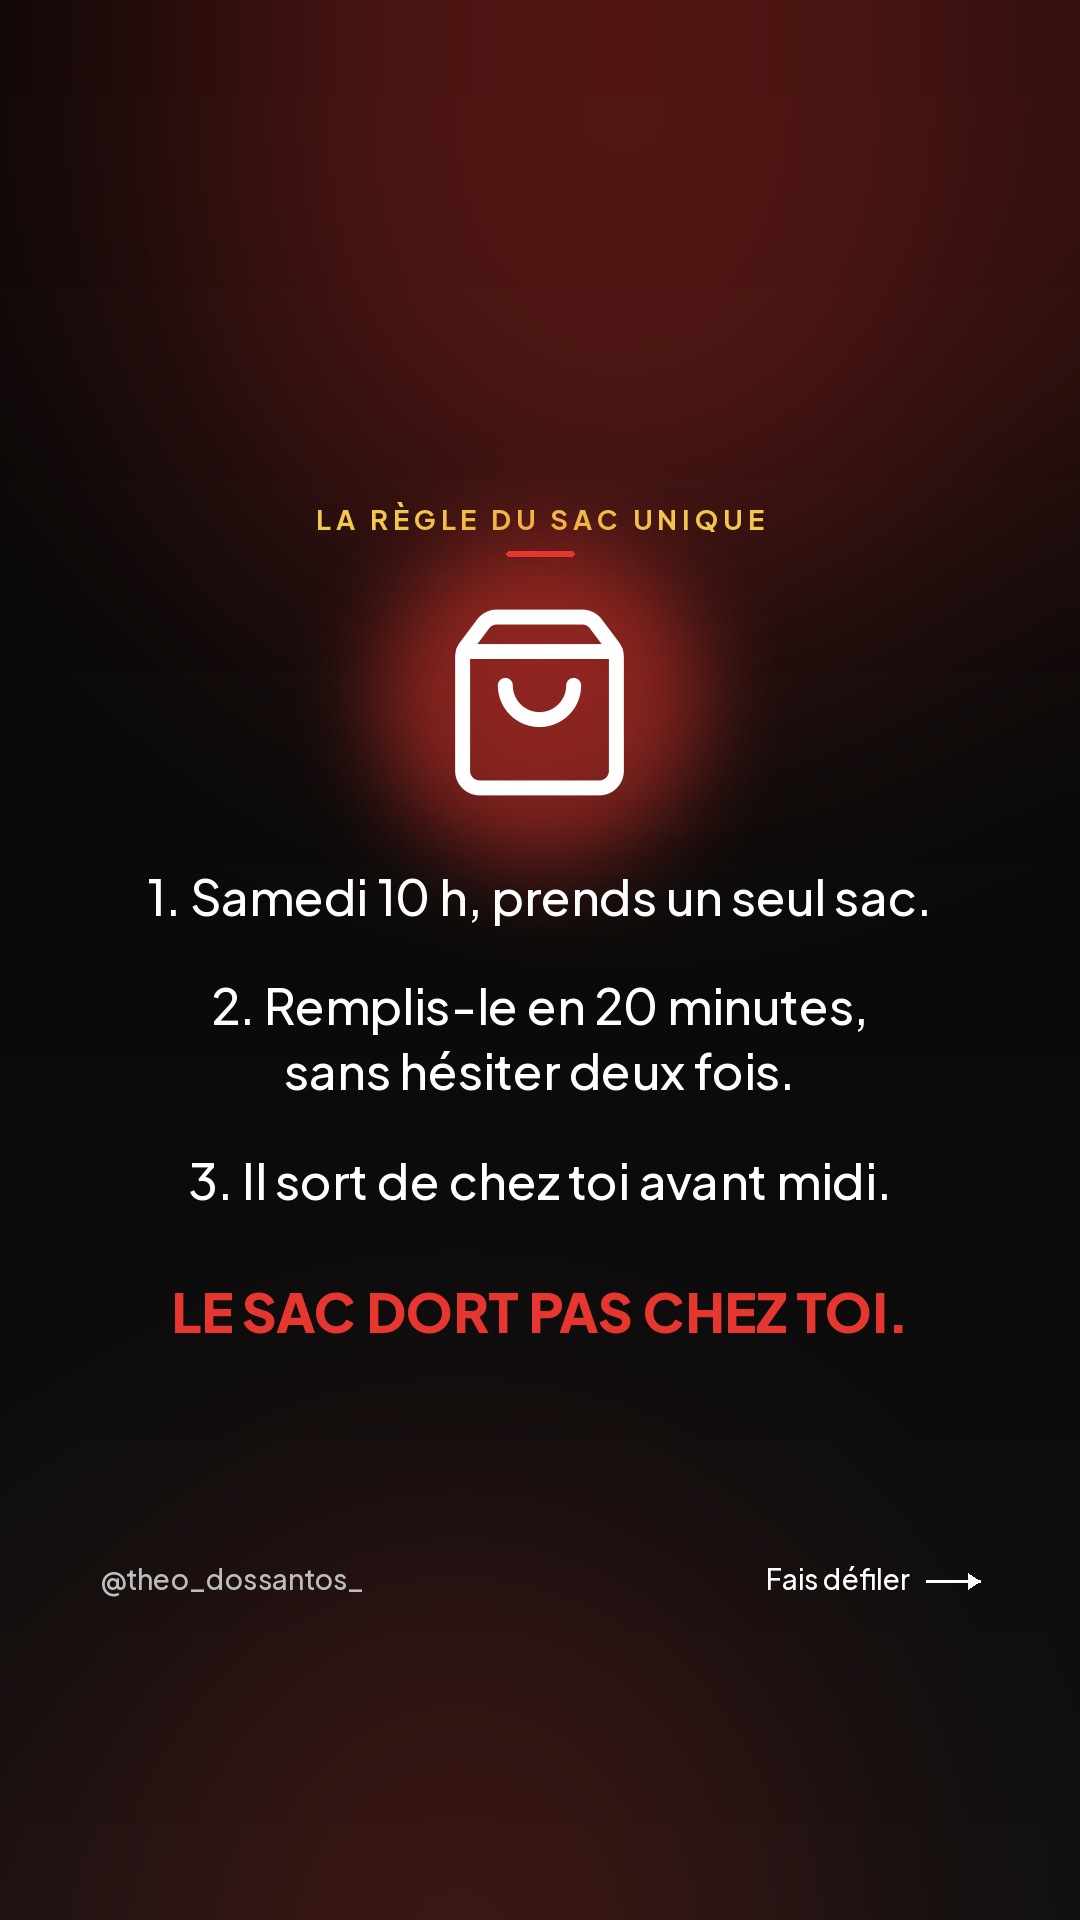 LA RÈGLE DU SAC UNIQUE
1. Samedi 10 h, prends un seul sac.
2. Remplis-le en 20 minutes,
sans hésiter deux fois.
3. Il sort de chez toi avant midi.
LE SAC DORT PAS CHEZ TOI.
@theo_dossantos_
Fais défiler